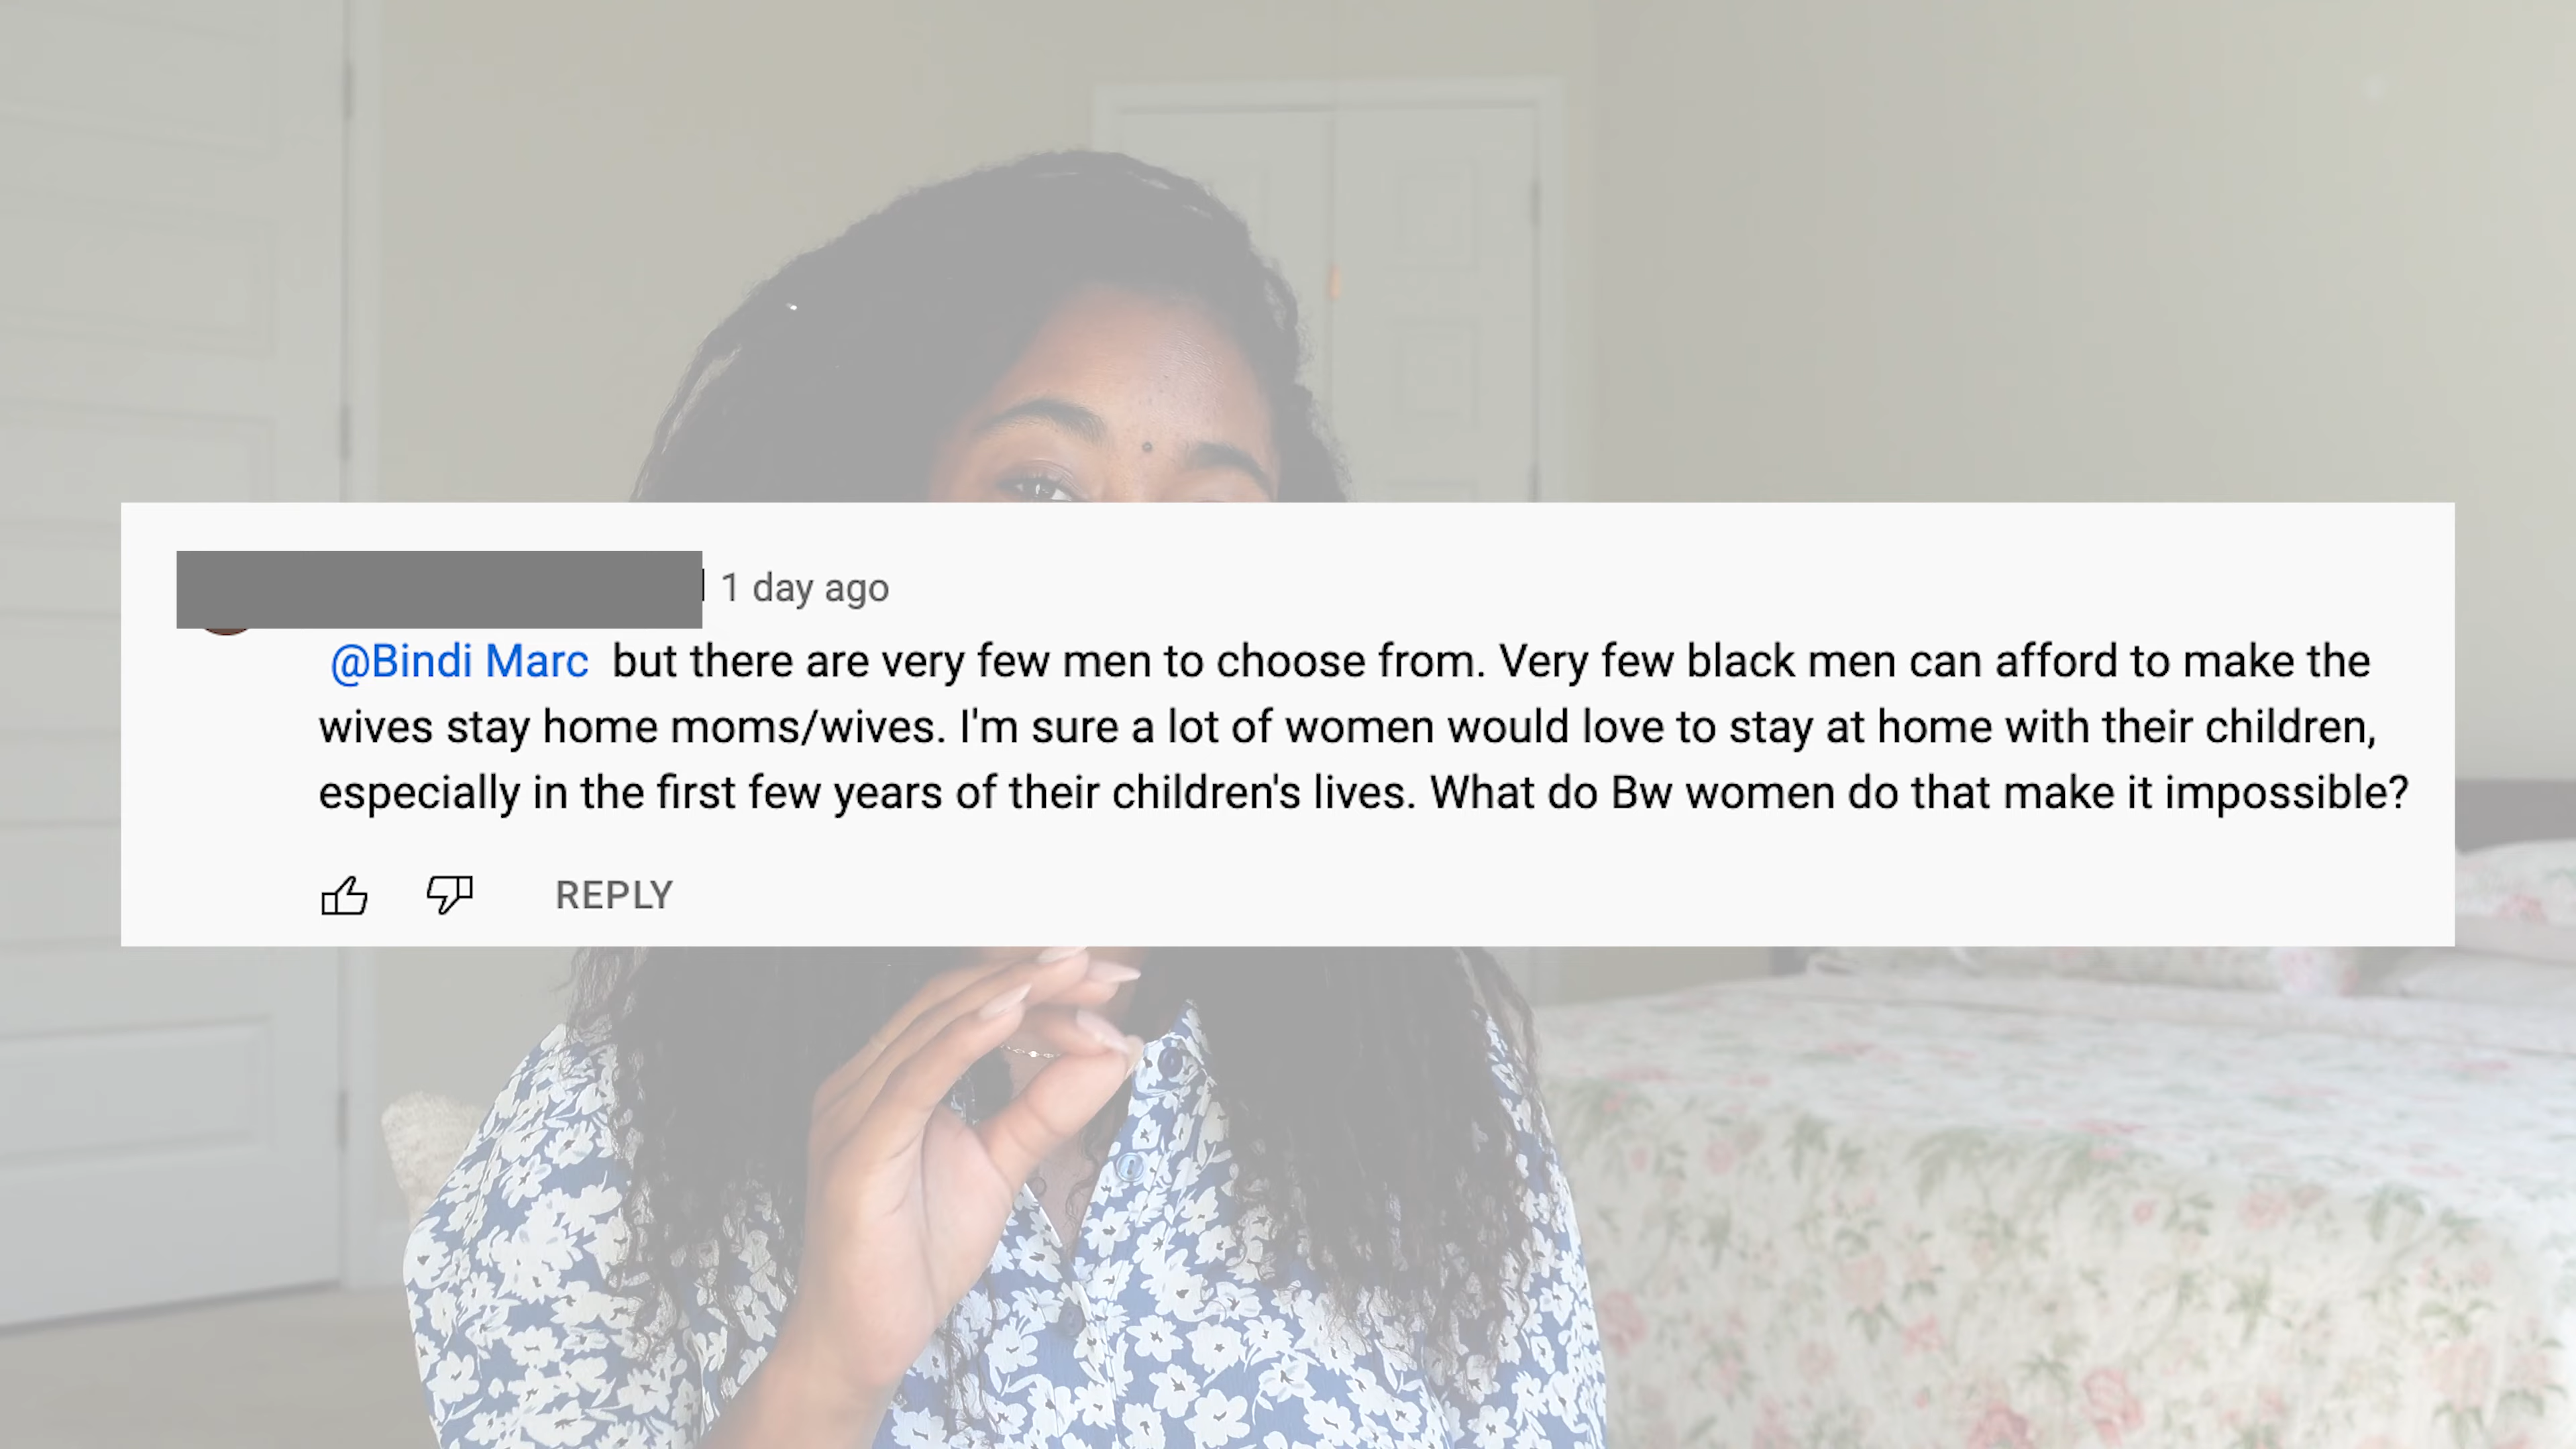 1 day ago
@Bindi Marc but there are very few men to choose from. Very few black men can afford to make the
wives stay home moms/wives. I'm sure a lot of women would love to stay at home with their children,
especially in the first few years of their children's lives. What do Bw women do that make it impossible?
REPLY